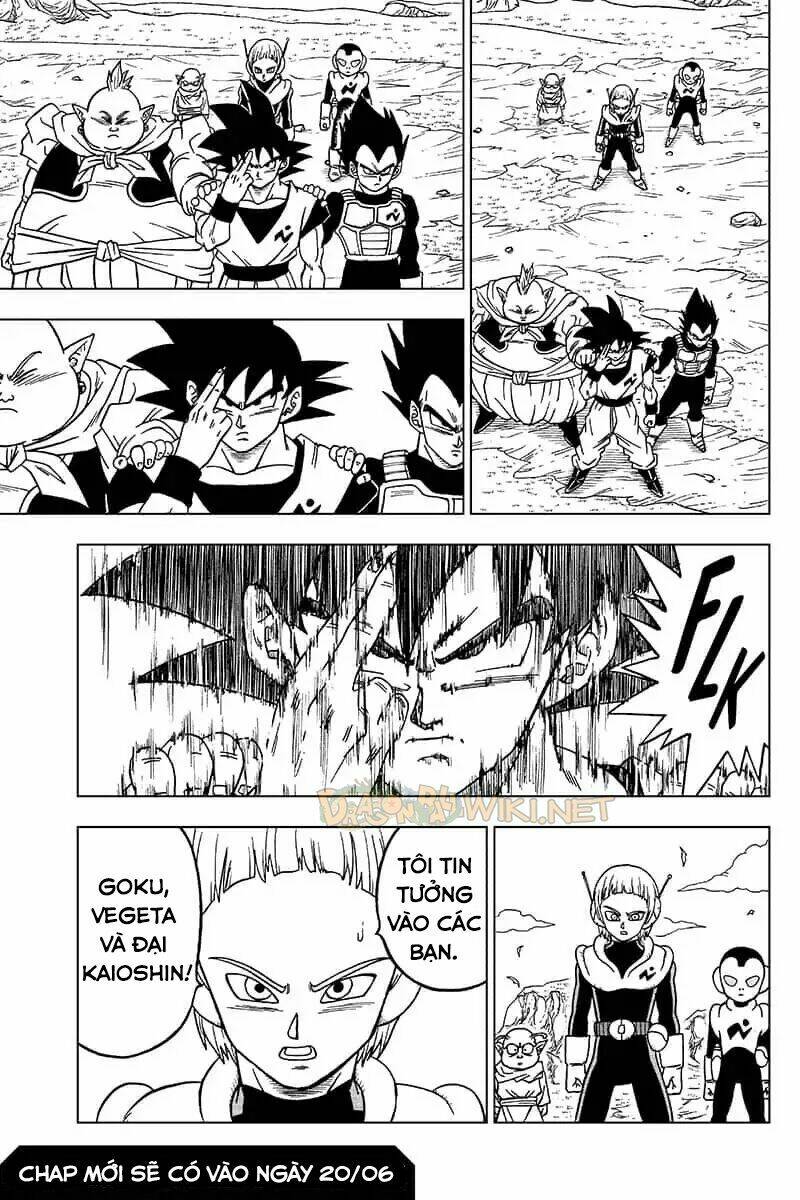 FLK
DRAGONBALLWIKI.NET
GOKU,
VEGETA
VÀ ĐẠI
KAIOSHIN!
TÔI TIN
TƯỞNG
VÀO CÁC
BẠN.
CHAP MỚI SẼ CÓ VÀO NGÀY 20/06